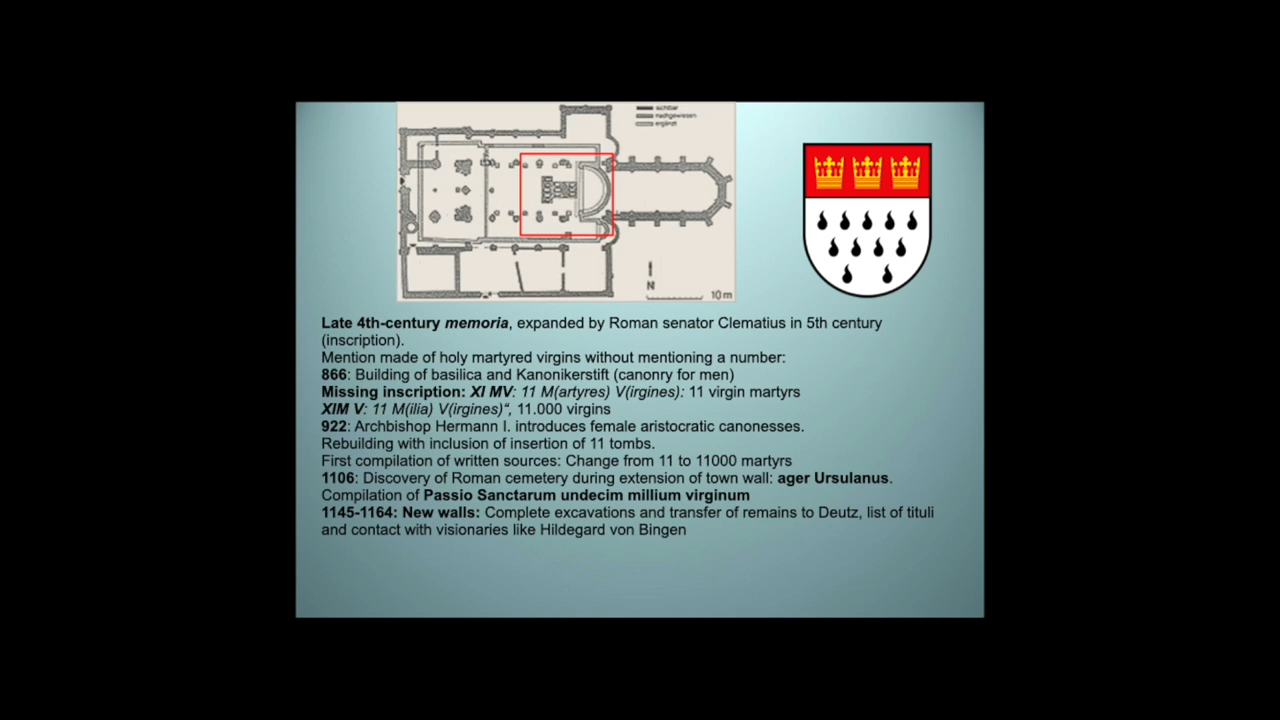 sichtbar
nachgewiesen
ergänzt
N
10 m
Late 4th-century memoria, expanded by Roman senator Clematius in 5th century
(inscription).
Mention made of holy martyred virgins without mentioning a number:
866: Building of basilica and Kanonikerstift (canonry for men)
Missing inscription: XI MV: 11 M(artyres) V(irgines): 11 virgin martyrs
XIM V: 11 M(ilia) V(irgines)“, 11.000 virgins
922: Archbishop Hermann I. introduces female aristocratic canonesses.
Rebuilding with inclusion of insertion of 11 tombs.
First compilation of written sources: Change from 11 to 11000 martyrs
1106: Discovery of Roman cemetery during extension of town wall: ager Ursulanus.
Compilation of Passio Sanctarum undecim millium virginum
1145-1164: New walls: Complete excavations and transfer of remains to Deutz, list of tituli
and contact with visionaries like Hildegard von Bingen